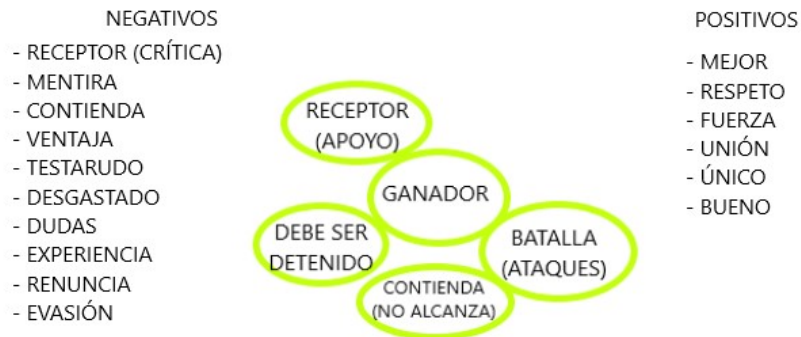 NEGATIVOS
- RECEPTOR (CRÍTICA)
- MENTIRA
- CONTIENDA
- VENTAJA
- TESTARUDO
- DESGASTADO
- DUDAS
- EXPERIENCIA
- RENUNCIA
- EVASIÓN
RECEPTOR
(APOYO)
GANADOR
DEBE SER
DETENIDO
BATALLA
(ATAQUES)
CONTIENDA
(NO ALCANZA)
POSITIVOS
- MEJOR
- RESPETO
- FUERZA
- UNIÓN
- ÚNICO
- BUENO